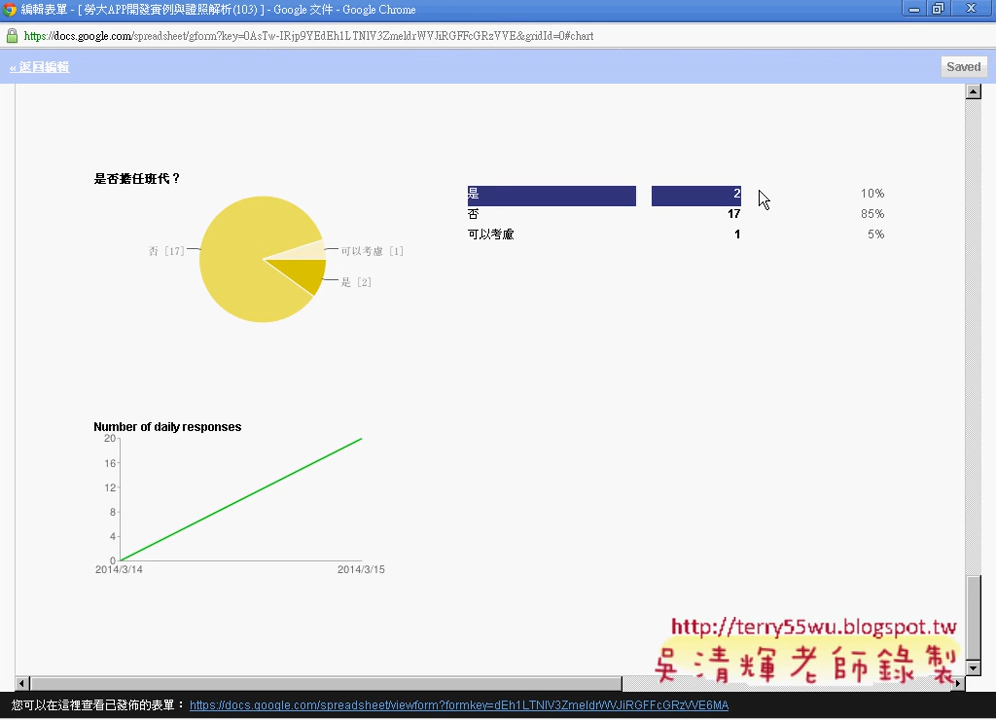 編輯表單 - [ 勞大APP開發實例與證照解析(103) ] - Google 文件 - Google Chrome
https://docs.google.com/spreadsheet/gform?key=0AsTw-IRjp9YEdEh1LTNlV3ZmeldrWVJiRGFFcGRzVVE&gridId=0#chart
« 返回編輯
Saved
是否擔任班代？
是 2 10%
否 17 85%
可以考慮 1 5%
否 [17]
可以考慮 [1]
是 [2]
Number of daily responses
20
16
12
8
4
0
2014/3/14 2014/3/15
http://terry55wu.blogspot.tw
吳清輝老師錄製
您可以在這裡查看已發佈的表單： https://docs.google.com/spreadsheet/viewform?formkey=dEh1LTNlV3ZmeldrWVJiRGFFcGRzVVE6MA